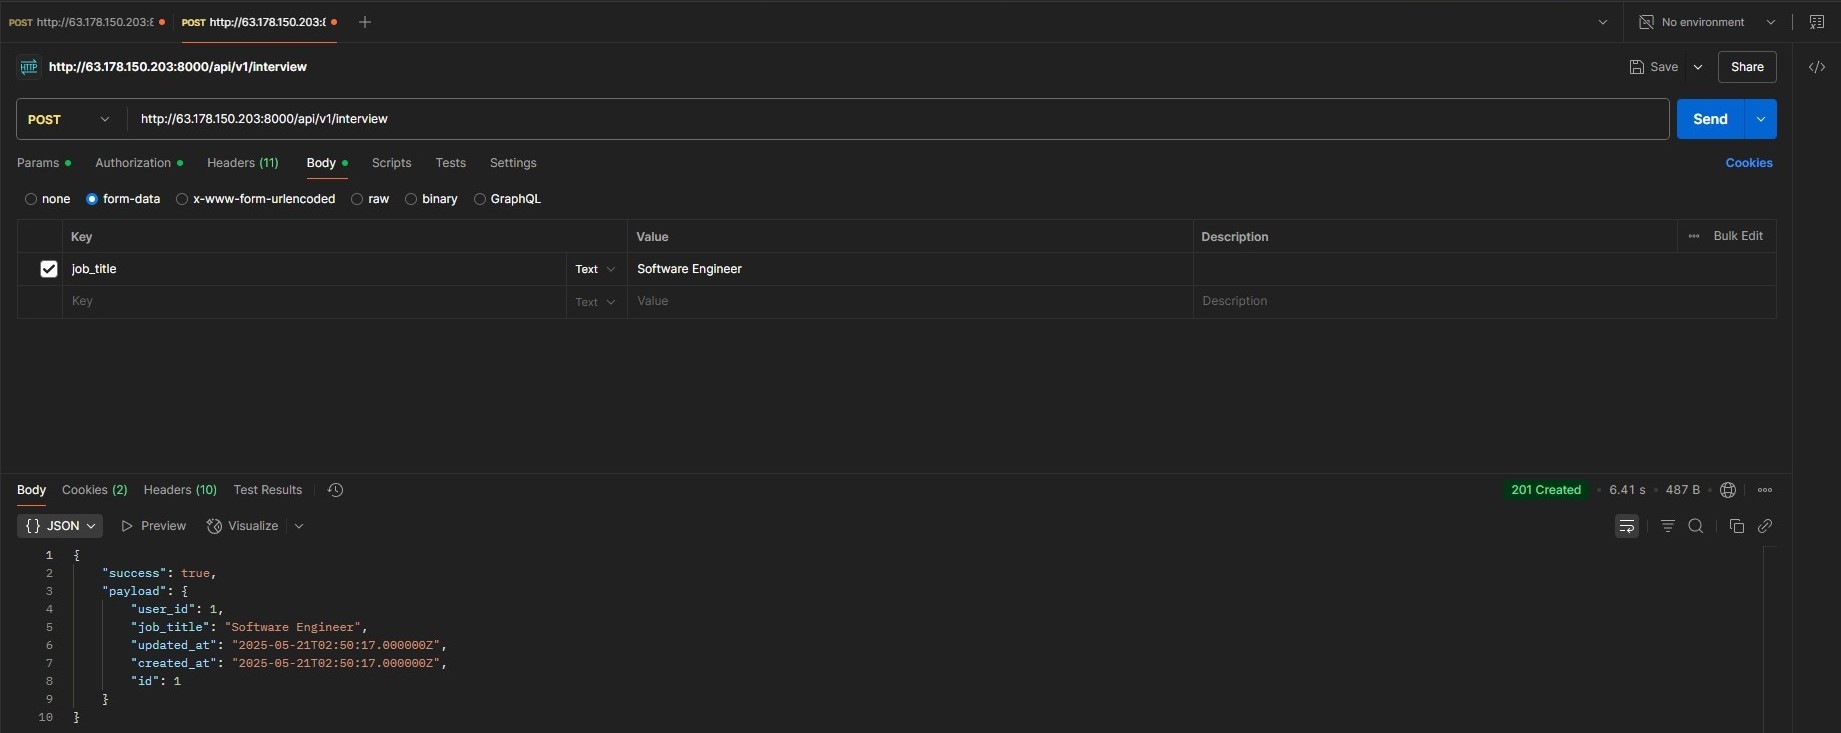 POST http://63.178.150.203:8 POST http://63.178.150.203:8 No environment
HTTP http://63.178.150.203:8000/api/v1/interview Save Share
POST http://63.178.150.203:8000/api/v1/interview Send
Params Authorization Headers (11) Body Scripts Tests Settings Cookies
none form-data x-www-form-urlencoded raw binary GraphQL
Key Value Description Bulk Edit
job_title Text Software Engineer
Key Text Value Description
Body Cookies (2) Headers (10) Test Results 201 Created 6.41 s 487 B
{} JSON Preview Visualize
1 {
2 "success": true,
3 "payload": {
4 "user_id": 1,
5 "job_title": "Software Engineer",
6 "updated_at": "2025-05-21T02:50:17.000000Z",
7 "created_at": "2025-05-21T02:50:17.000000Z",
8 "id": 1
9 }
10 }